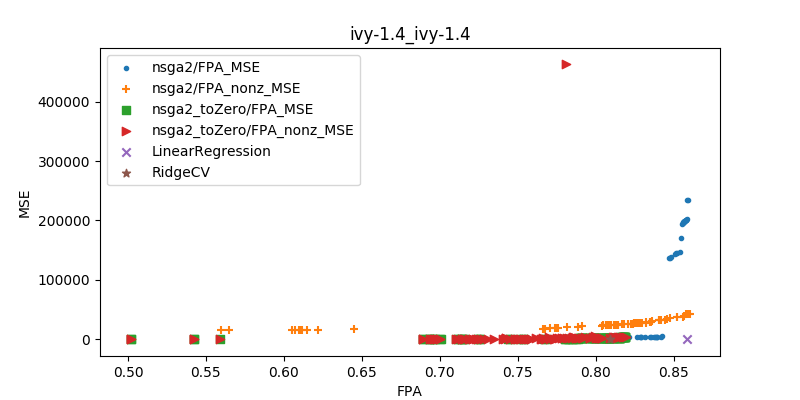 ivy-1.4_ivy-1.4
nsga2/FPA_MSE
nsga2/FPA_nonz_MSE
nsga2_toZero/FPA_MSE
nsga2_toZero/FPA_nonz_MSE
LinearRegression
RidgeCV
MSE
400000
300000
200000
100000
0
0.50 0.55 0.60 0.65 0.70 0.75 0.80 0.85
FPA